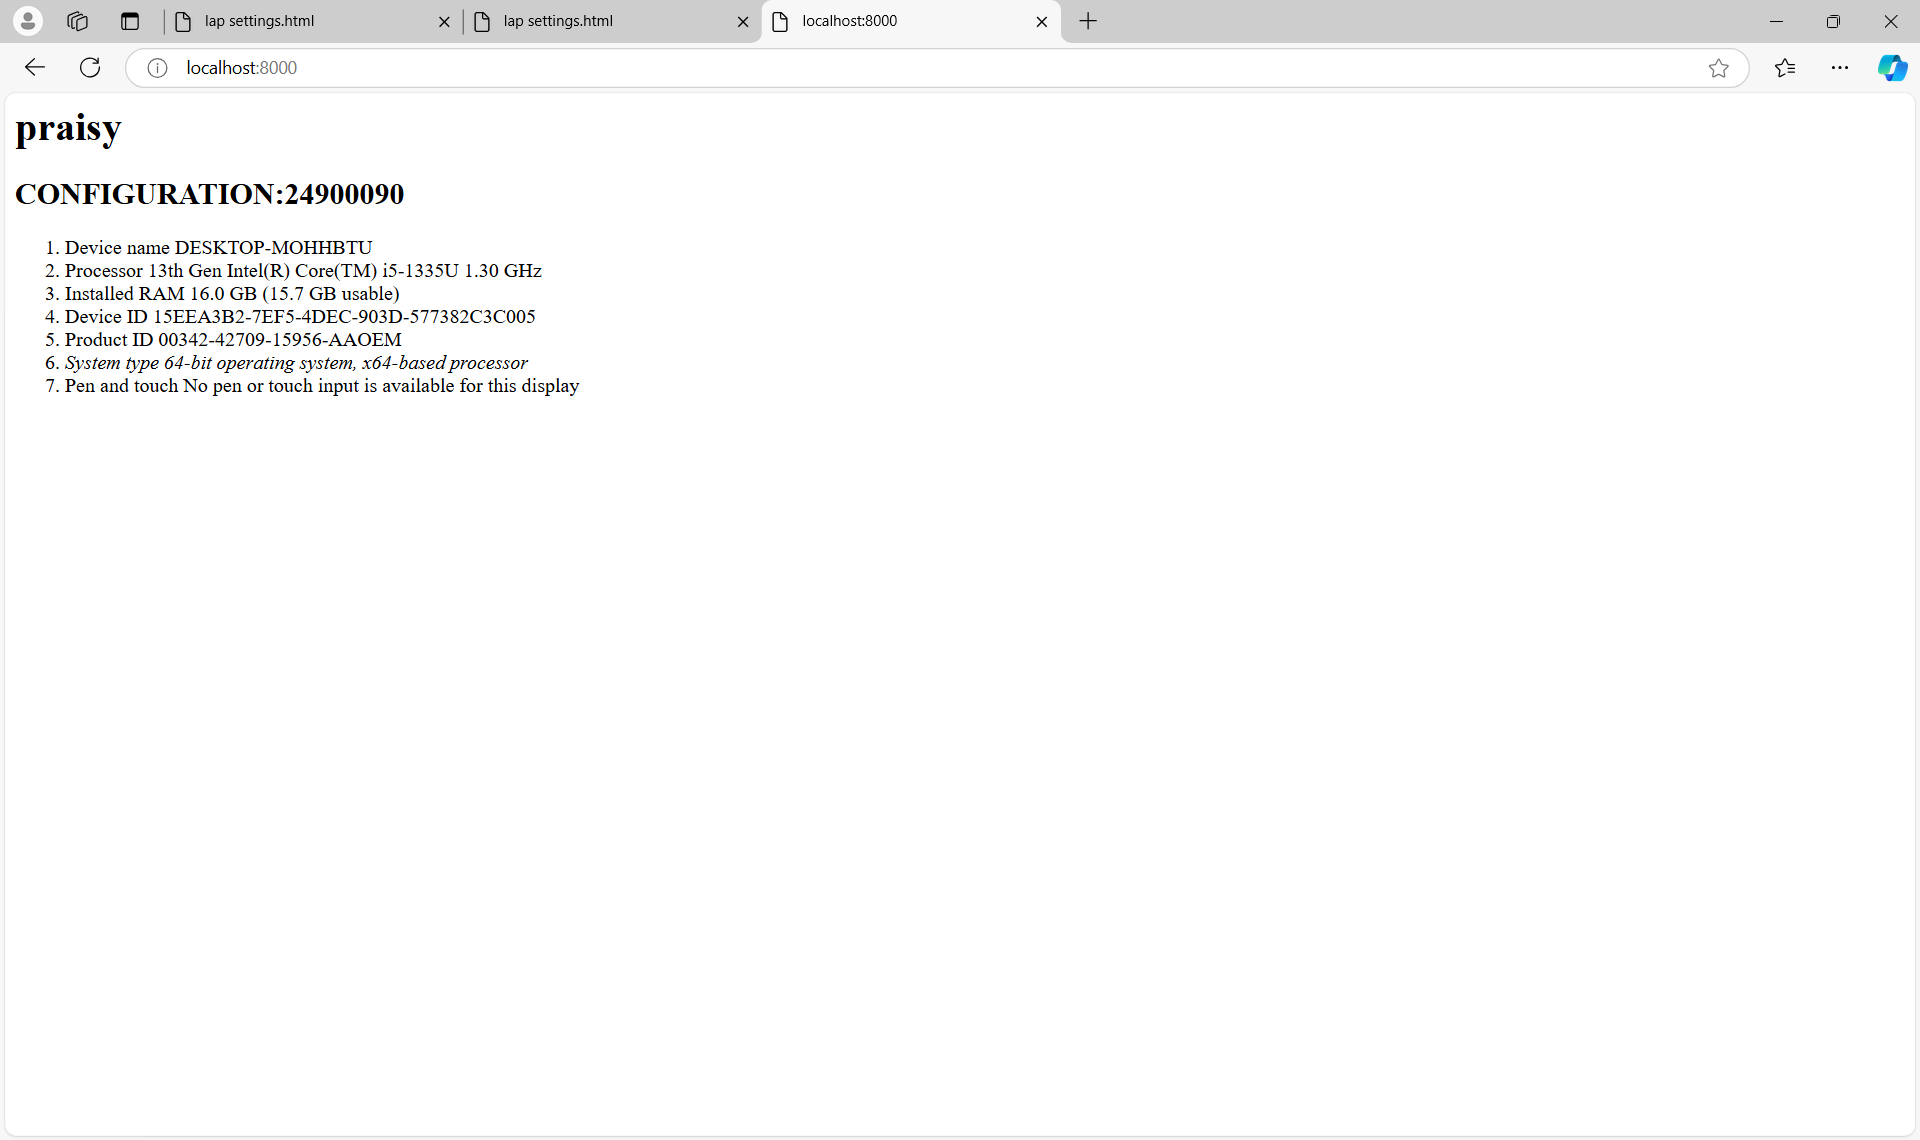 lap settings.html
lap settings.html
localhost:8000
localhost:8000
praisy
CONFIGURATION:24900090
1. Device name DESKTOP-MOHHBTU
2. Processor 13th Gen Intel(R) Core(TM) i5-1335U 1.30 GHz
3. Installed RAM 16.0 GB (15.7 GB usable)
4. Device ID 15EEA3B2-7EF5-4DEC-903D-577382C3C005
5. Product ID 00342-42709-15956-AAOEM
6. System type 64-bit operating system, x64-based processor
7. Pen and touch No pen or touch input is available for this display